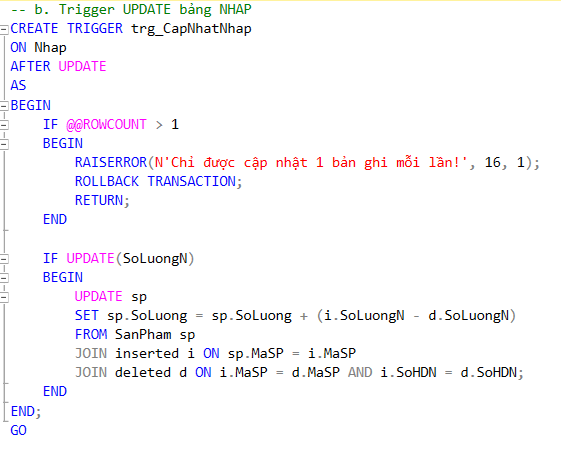 -- b. Trigger UPDATE bảng NHAP
CREATE TRIGGER trg_CapNhatNhap
ON Nhap
AFTER UPDATE
AS
BEGIN
    IF @@ROWCOUNT > 1
    BEGIN
        RAISERROR(N'Chỉ được cập nhật 1 bản ghi mỗi lần!', 16, 1);
        ROLLBACK TRANSACTION;
        RETURN;
    END

    IF UPDATE(SoLuongN)
    BEGIN
        UPDATE sp
        SET sp.SoLuong = sp.SoLuong + (i.SoLuongN - d.SoLuongN)
        FROM SanPham sp
        JOIN inserted i ON sp.MaSP = i.MaSP
        JOIN deleted d ON i.MaSP = d.MaSP AND i.SoHDN = d.SoHDN;
    END
END;
GO